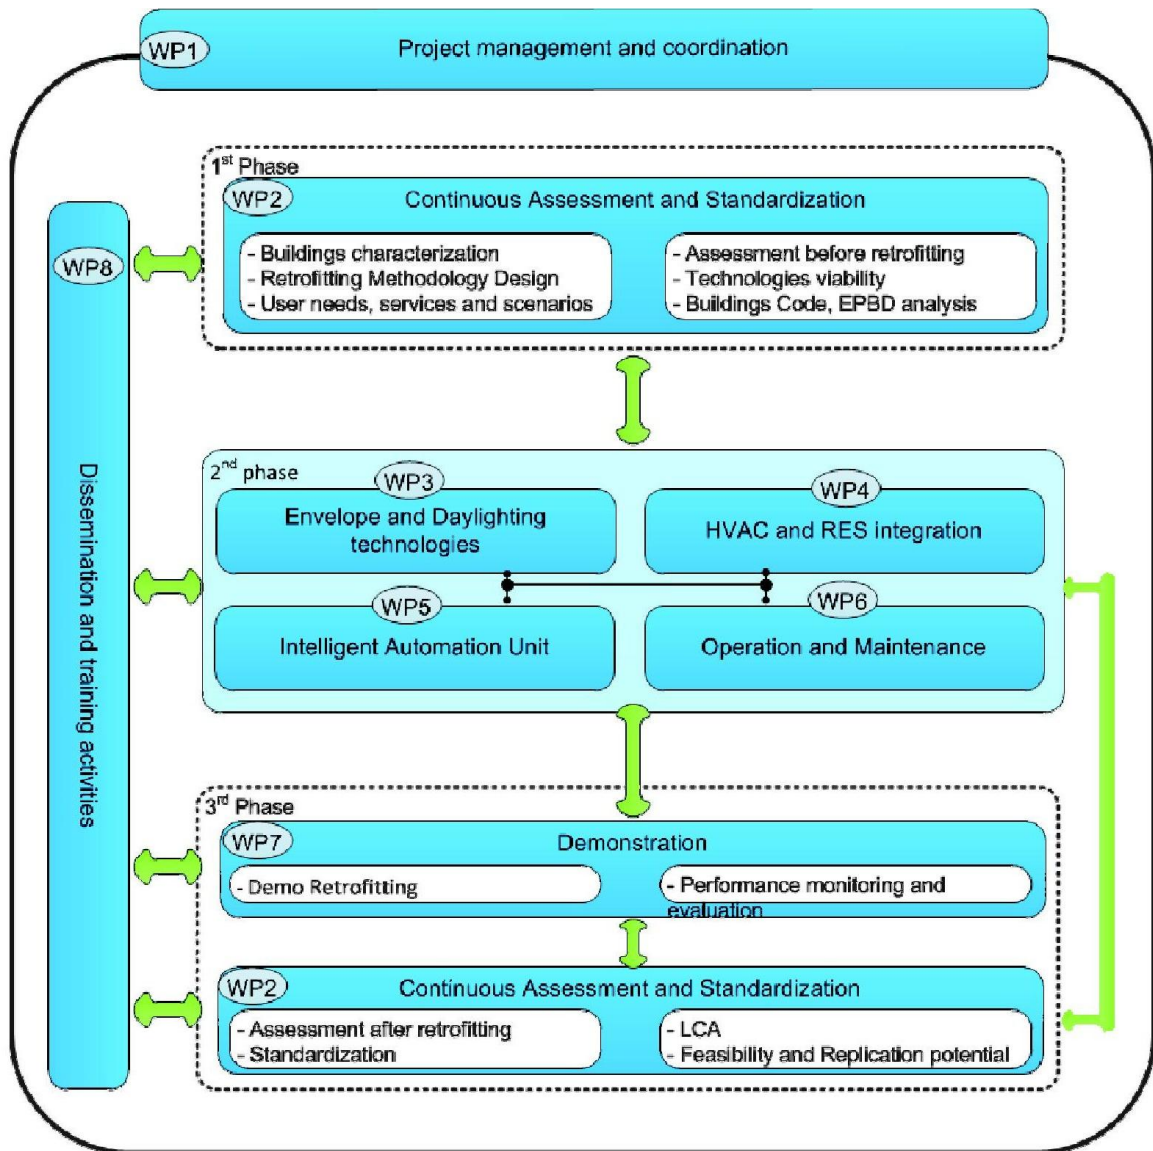 WP1
Project management and coordination
1st Phase
WP2
Continuous Assessment and Standardization
- Buildings characterization
- Retrofitting Methodology Design
- User needs, services and scenarios
- Assessment before retrofitting
- Technologies viability
- Buildings Code, EPBD analysis
WP8
Dissemination and training activities
2nd phase
WP3
Envelope and Daylighting
technologies
WP4
HVAC and RES integration
WP5
Intelligent Automation Unit
WP6
Operation and Maintenance
3rd Phase
WP7
Demonstration
- Demo Retrofitting
- Performance monitoring and
evaluation
WP2
Continuous Assessment and Standardization
- Assessment after retrofitting
- Standardization
- LCA
- Feasibility and Replication potential